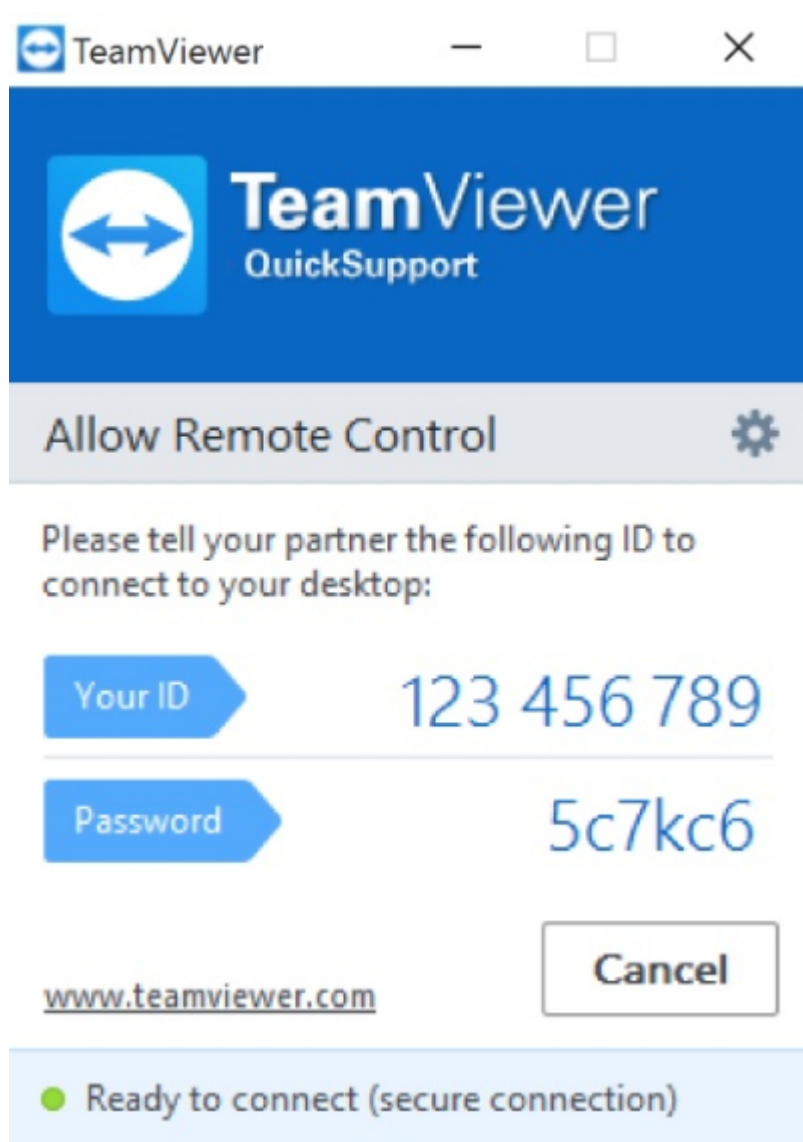 TeamViewer
TeamViewer
QuickSupport
Allow Remote Control
Please tell your partner the following ID to
connect to your desktop:
Your ID 123 456 789
Password 5c7kc6
Cancel
www.teamviewer.com
Ready to connect (secure connection)